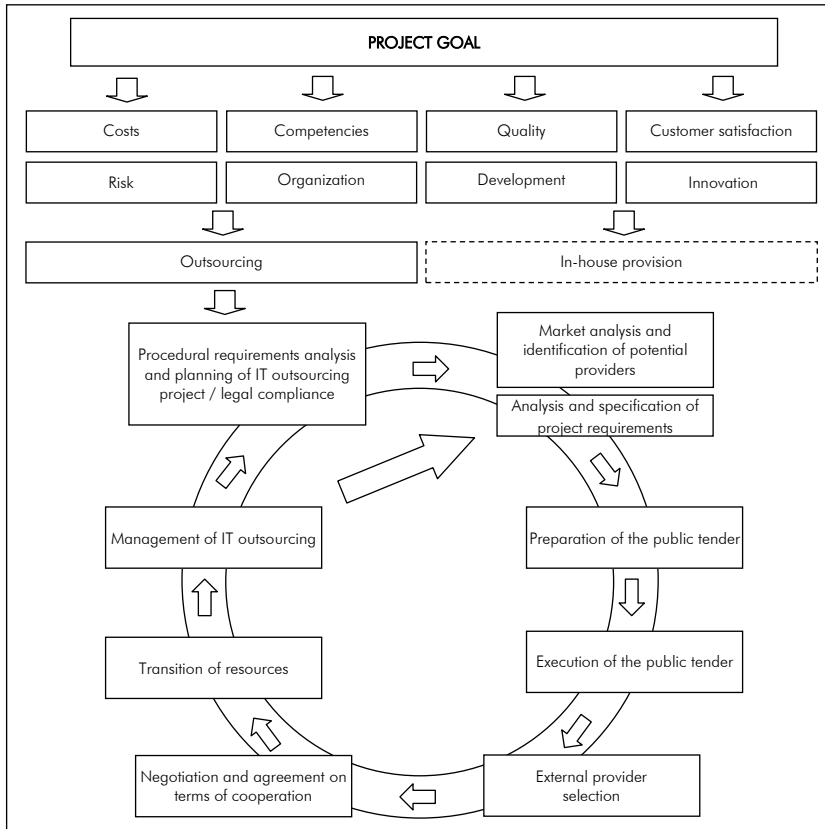 PROJECT GOAL
Costs
Competencies
Quality
Customer satisfaction
Risk
Organization
Development
Innovation
Outsourcing
In-house provision
Procedural requirements analysis
and planning of IT outsourcing
project / legal compliance
Market analysis and
identification of potential
providers
Analysis and specification of
project requirements
Management of IT outsourcing
Preparation of the public tender
Transition of resources
Execution of the public tender
Negotiation and agreement on
terms of cooperation
External provider
selection